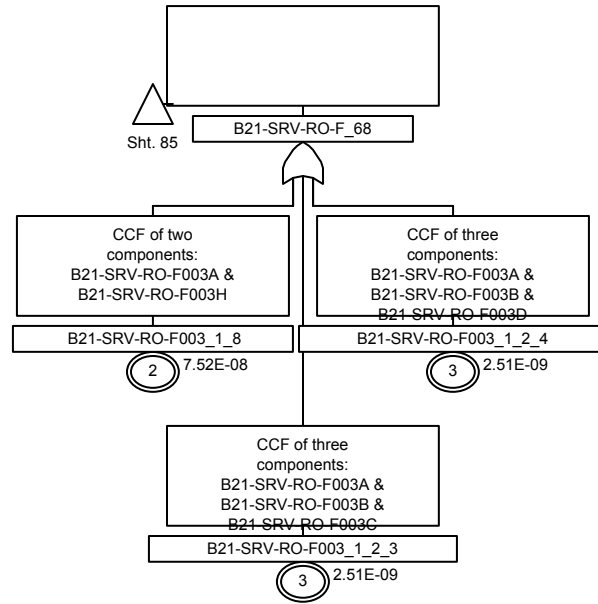 Sht. 85
B21-SRV-RO-F_68
CCF of two
components:
B21-SRV-RO-F003A &
B21-SRV-RO-F003H
B21-SRV-RO-F003_1_8
2
7.52E-08
CCF of three
components:
B21-SRV-RO-F003A &
B21-SRV-RO-F003B &
B21-SRV-RO-F003D
B21-SRV-RO-F003_1_2_4
3
2.51E-09
CCF of three
components:
B21-SRV-RO-F003A &
B21-SRV-RO-F003B &
B21-SRV-RO-F003C
B21-SRV-RO-F003_1_2_3
3
2.51E-09